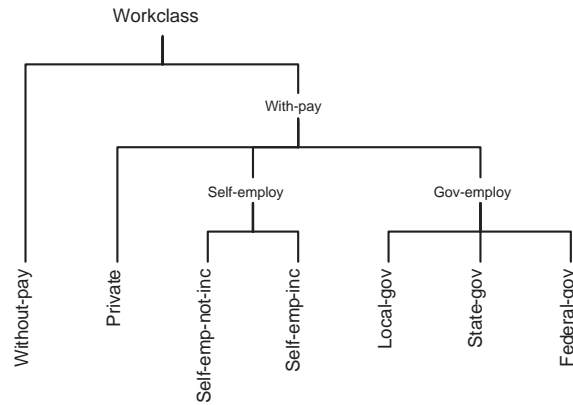 Workclass
With-pay
Self-employ
Gov-employ
Without-pay
Private
Self-emp-not-inc
Self-emp-inc
Local-gov
State-gov
Federal-gov